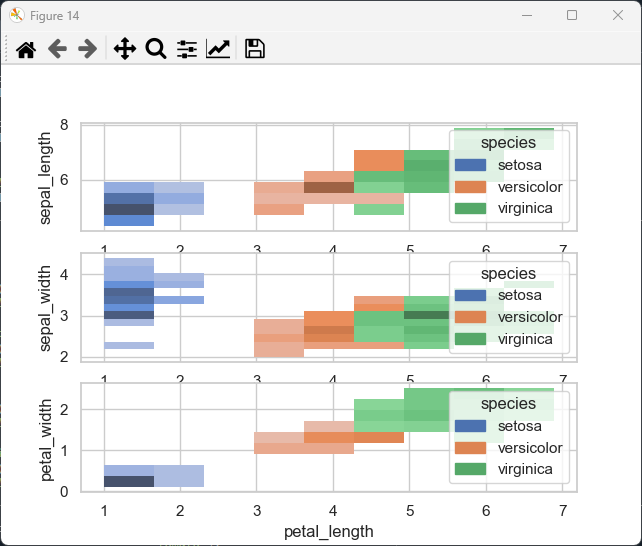 Figure 14
8
6
sepal_length
species
setosa
versicolor
virginica
1 2 3 4 5 6 7
4
3
2
sepal_width
species
setosa
versicolor
virginica
1 2 3 4 5 6 7
2
1
0
petal_width
species
setosa
versicolor
virginica
1 2 3 4 5 6 7
petal_length